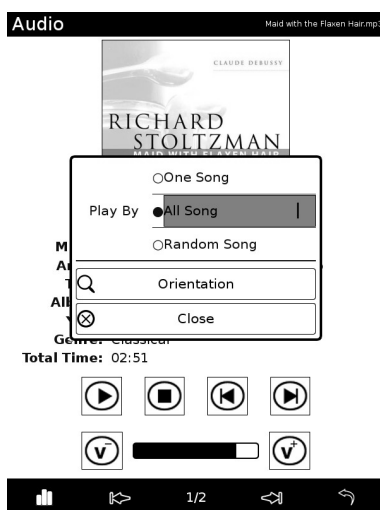 Audio
Maid with the Flaxen Hair.mp3
CLAUDE DEBUSSY
RICHARD
STOLTZMAN
MAID WITH FLAXEN HAIR
One Song
Play By
All Song
Random Song
Orientation
Close
Genre: Classical
Total Time: 02:51
V-
V+
1/2